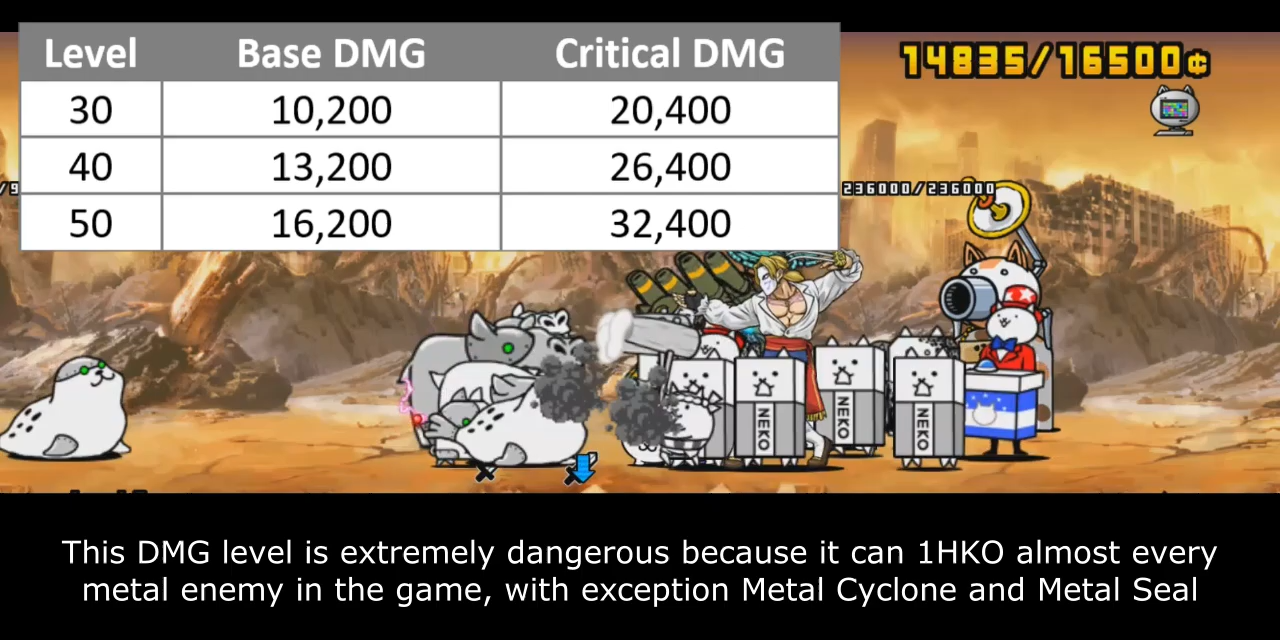 Level Base DMG Critical DMG
30 10,200 20,400
40 13,200 26,400
50 16,200 32,400
14835/16500¢
/9
236000/236000
NEKO
NEKO
NEKO
This DMG level is extremely dangerous because it can 1HKO almost every
metal enemy in the game, with exception Metal Cyclone and Metal Seal